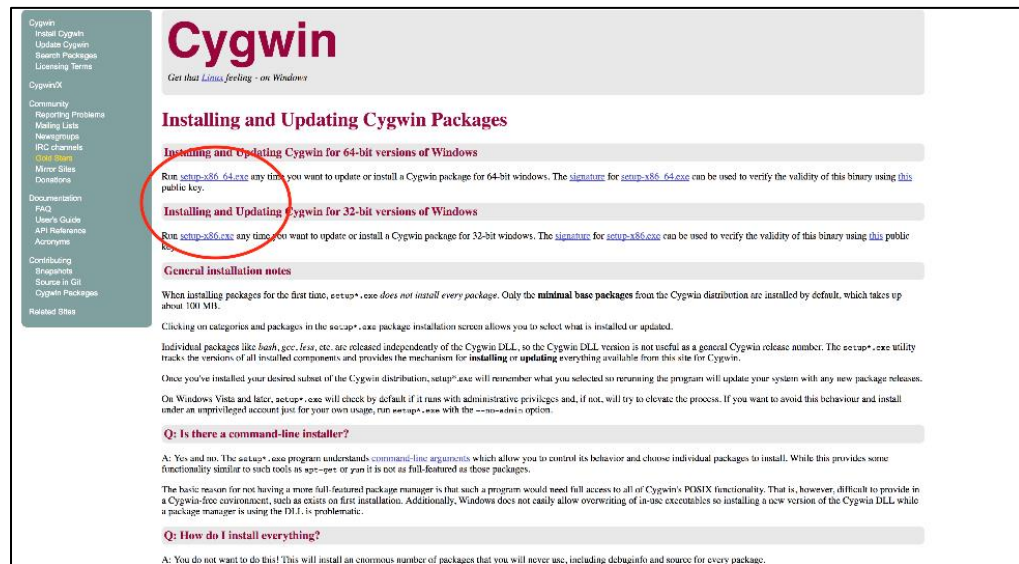 Cygwin
Install Cygwin
Update Cygwin
Search Packages
Licensing Terms
Cygwin/X
Community
Reporting Problems
Mailing Lists
Newsgroups
IRC channels
Gold Stars
Mirror Sites
Donations
Documentation
FAQ
User's Guide
API Reference
Acronyms
Contributing
Snapshots
Source in Git
Cygwin Packages
Related Sites
Cygwin
Get that Linux feeling - on Windows
Installing and Updating Cygwin Packages
Installing and Updating Cygwin for 64-bit versions of Windows
Run setup-x86_64.exe any time you want to update or install a Cygwin package for 64-bit windows. The signature for setup-x86_64.exe can be used to verify the validity of this binary using this
public key.
Installing and Updating Cygwin for 32-bit versions of Windows
Run setup-x86.exe any time you want to update or install a Cygwin package for 32-bit windows. The signature for setup-x86.exe can be used to verify the validity of this binary using this public
key.
General installation notes
When installing packages for the first time, setup*.exe does not install every package. Only the minimal base packages from the Cygwin distribution are installed by default, which takes up
about 100 MB.
Clicking on categories and packages in the setup*.exe package installation screen allows you to select what is installed or updated.
Individual packages like bash, gcc, less, etc. are released independently of the Cygwin DLL, so the Cygwin DLL version is not useful as a general Cygwin release number. The setup*.exe utility
tracks the versions of all installed components and provides the mechanism for installing or updating everything available from this site for Cygwin.
Once you've installed your desired subset of the Cygwin distribution, setup*.exe will remember what you selected so rerunning the program will update your system with any new package releases.
On Windows Vista and later, setup*.exe will check by default if it runs with administrative privileges and, if not, will try to elevate the process. If you want to avoid this behaviour and install
under an unprivileged account just for your own usage, run setup*.exe with the --no-admin option.
Q: Is there a command-line installer?
A: Yes and no. The setup*.exe program understands command-line arguments which allow you to control its behavior and choose individual packages to install. While this provides some
functionality similar to such tools as apt-get or yum it is not as full-featured as those packages.
The basic reason for not having a more full-featured package manager is that such a program would need full access to all of Cygwin's POSIX functionality. That is, however, difficult to provide in
a Cygwin-free environment, such as exists on first installation. Additionally, Windows does not easily allow overwriting of in-use executables so installing a new version of the Cygwin DLL while
a package manager is using the DLL is problematic.
Q: How do I install everything?
A: You do not want to do this! This will install an enormous number of packages that you will never use, including debuginfo and source for every package.